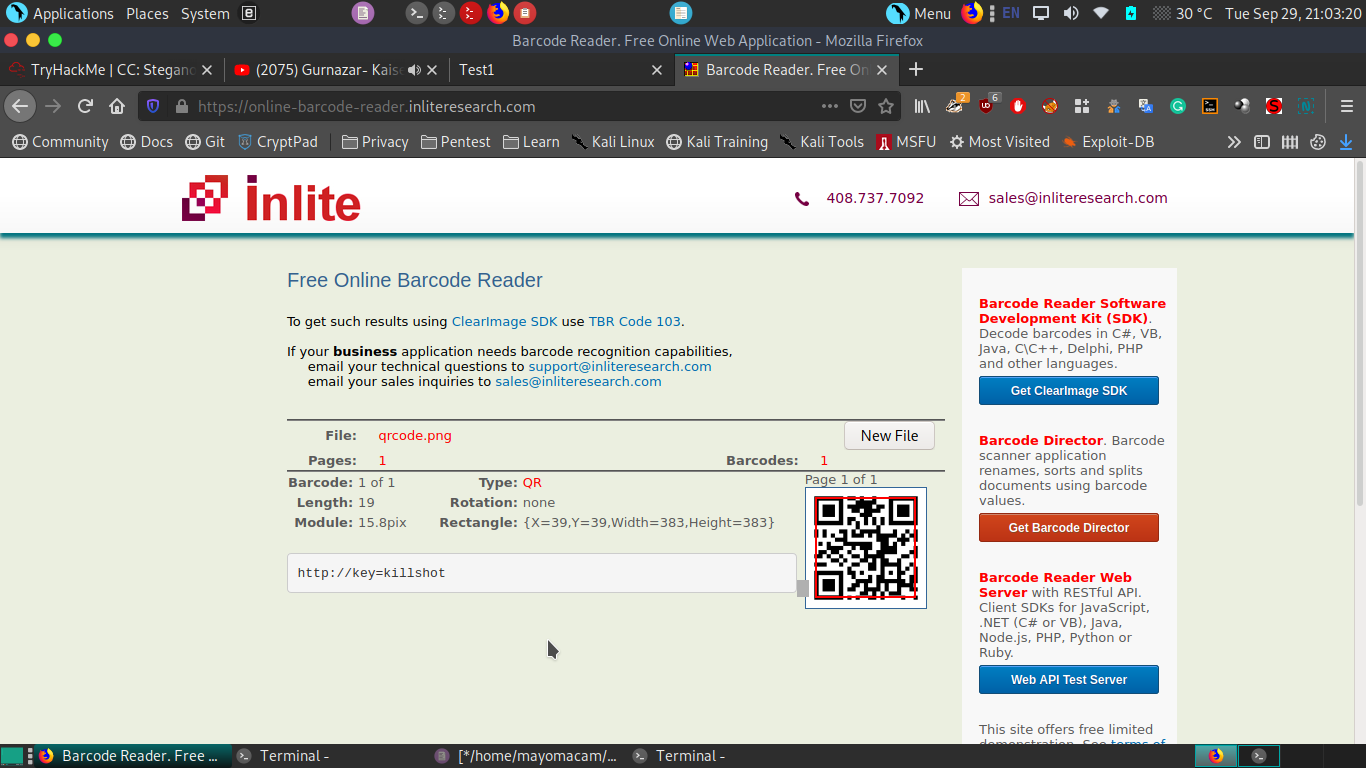 Applications Places System
Menu EN 30 °C Tue Sep 29, 21:03:20
Barcode Reader. Free Online Web Application - Mozilla Firefox
TryHackMe | CC: Stegano
(2075) Gurnazar- Kaise
Test1
Barcode Reader. Free On
https://online-barcode-reader.inliteresearch.com
2 6
Community Docs Git CryptPad Privacy Pentest Learn Kali Linux Kali Training Kali Tools MSFU Most Visited Exploit-DB
inlite
408.737.7092 sales@inliteresearch.com
Free Online Barcode Reader
To get such results using ClearImage SDK use TBR Code 103.
If your business application needs barcode recognition capabilities,
email your technical questions to support@inliteresearch.com
email your sales inquiries to sales@inliteresearch.com
File: qrcode.png New File
Pages: 1 Barcodes: 1
Barcode: 1 of 1 Type: QR Page 1 of 1
Length: 19 Rotation: none
Module: 15.8pix Rectangle: {X=39,Y=39,Width=383,Height=383}
http://key=killshot
Barcode Reader Software
Development Kit (SDK).
Decode barcodes in C#, VB,
Java, C\C++, Delphi, PHP
and other languages.
Get ClearImage SDK
Barcode Director. Barcode
scanner application
renames, sorts and splits
documents using barcode
values.
Get Barcode Director
Barcode Reader Web
Server with RESTful API.
Client SDKs for JavaScript,
.NET (C# or VB), Java,
Node.js, PHP, Python or
Ruby.
Web API Test Server
This site offers free limited
demonstration. See terms of
Barcode Reader. Free ... Terminal - [*/home/mayomacam/... Terminal -